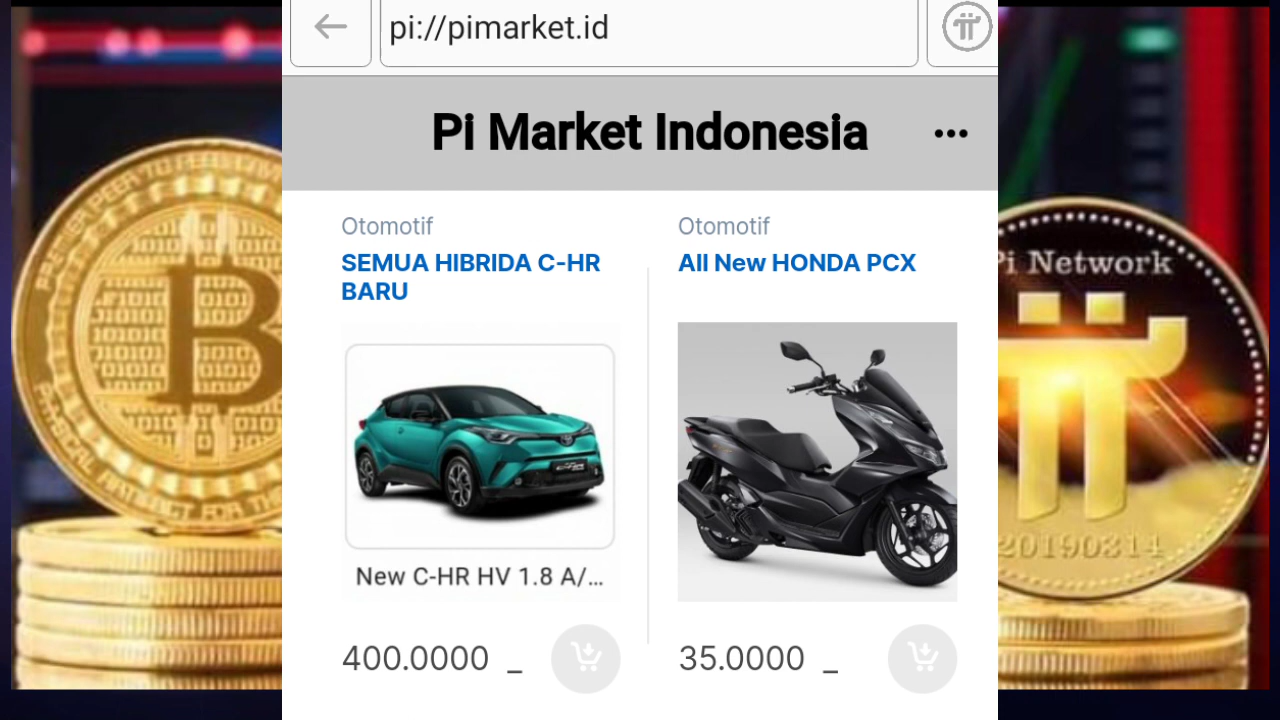 pi://pimarket.id
Pi Market Indonesia
•••
Otomotif
SEMUA HIBRIDA C-HR
BARU
New C-HR HV 1.8 A/...
400.0000 _
Otomotif
All New HONDA PCX
35.0000 _
B
Pi Network
20190314